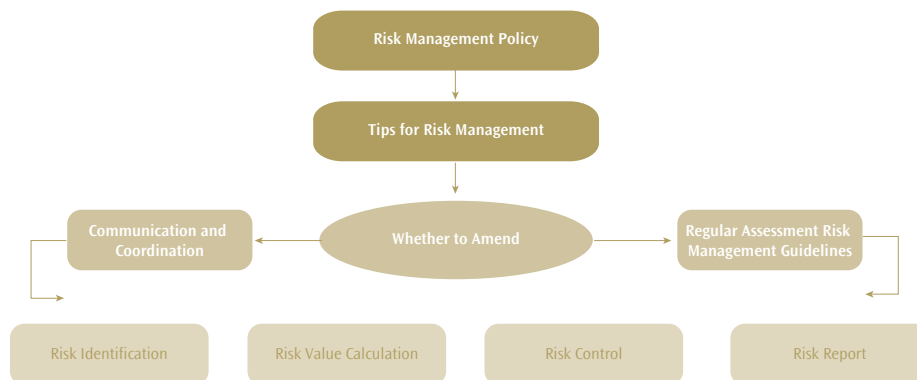 Risk Management Policy
Tips for Risk Management
Whether to Amend
Communication and
Coordination
Regular Assessment Risk
Management Guidelines
Risk Identification
Risk Value Calculation
Risk Control
Risk Report